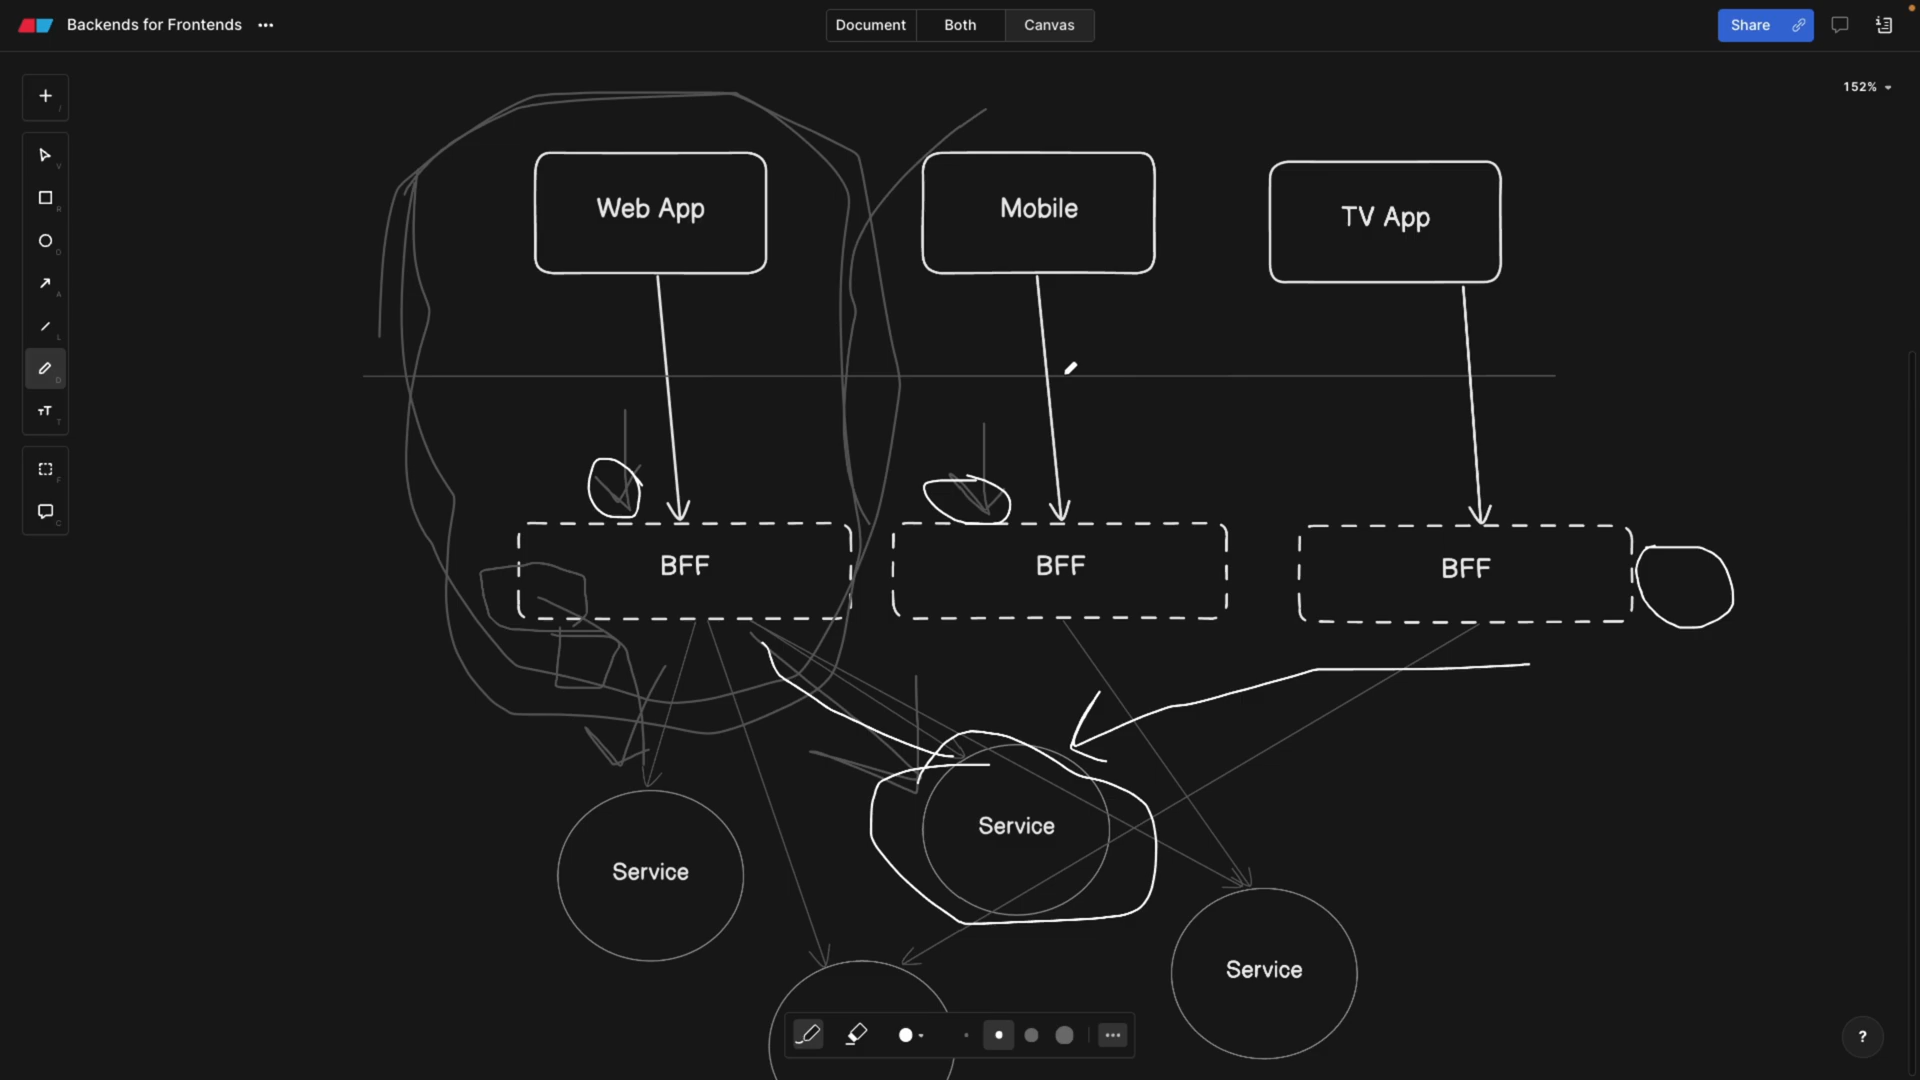 Backends for Frontends
Document
Both
Canvas
Share
152%
Web App
Mobile
TV App
BFF
BFF
BFF
Service
Service
Service
/
V
R
O
A
L
D
T
F
C
?